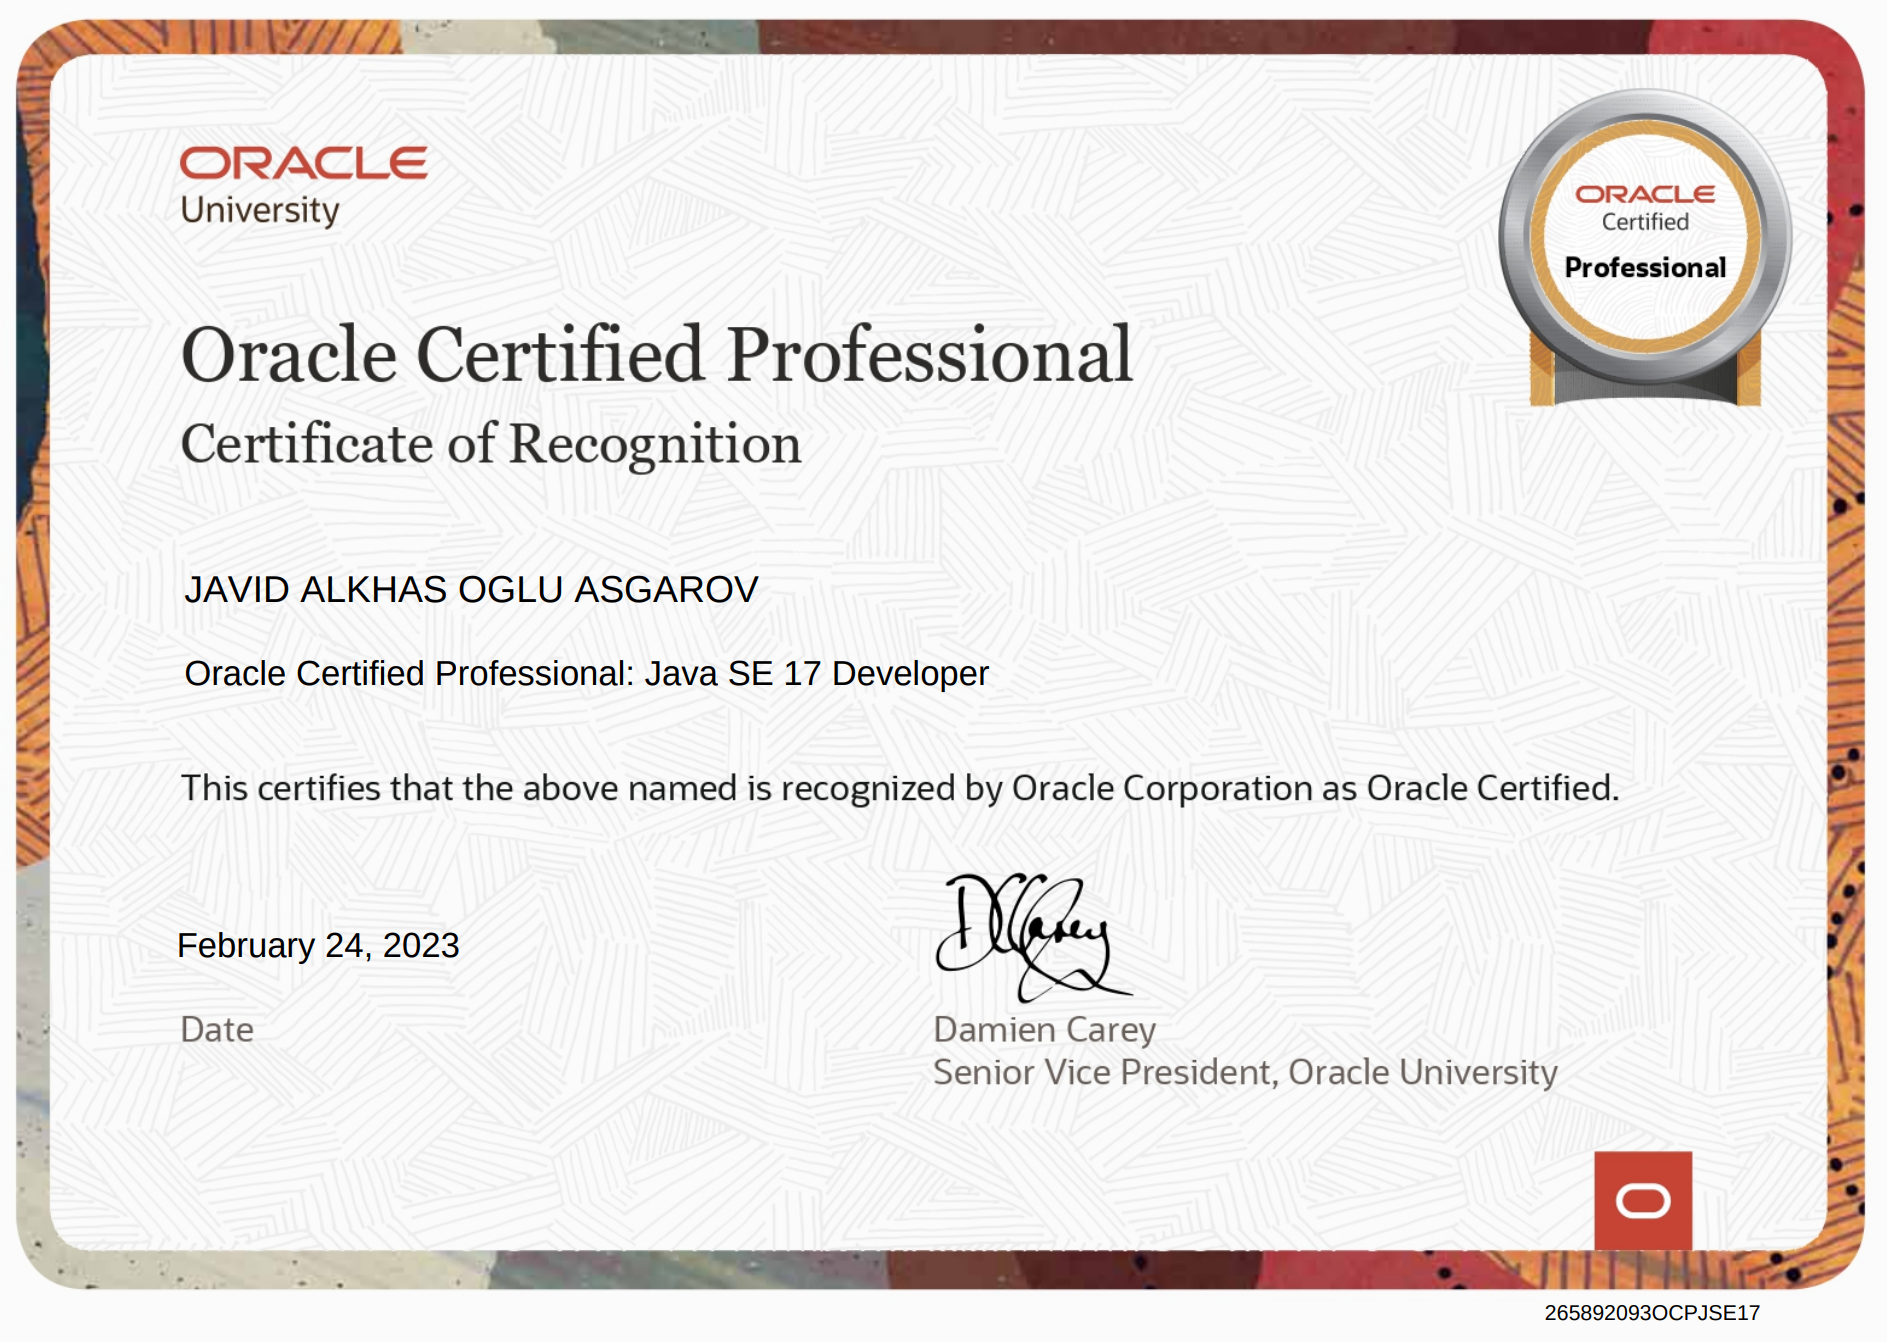 ORACLE
University
ORACLE
Certified
Professional
Oracle Certified Professional
Certificate of Recognition
JAVID ALKHAS OGLU ASGAROV
Oracle Certified Professional: Java SE 17 Developer
This certifies that the above named is recognized by Oracle Corporation as Oracle Certified.
February 24, 2023
DCarey
Date
Damien Carey
Senior Vice President, Oracle University
265892093OCPJSE17